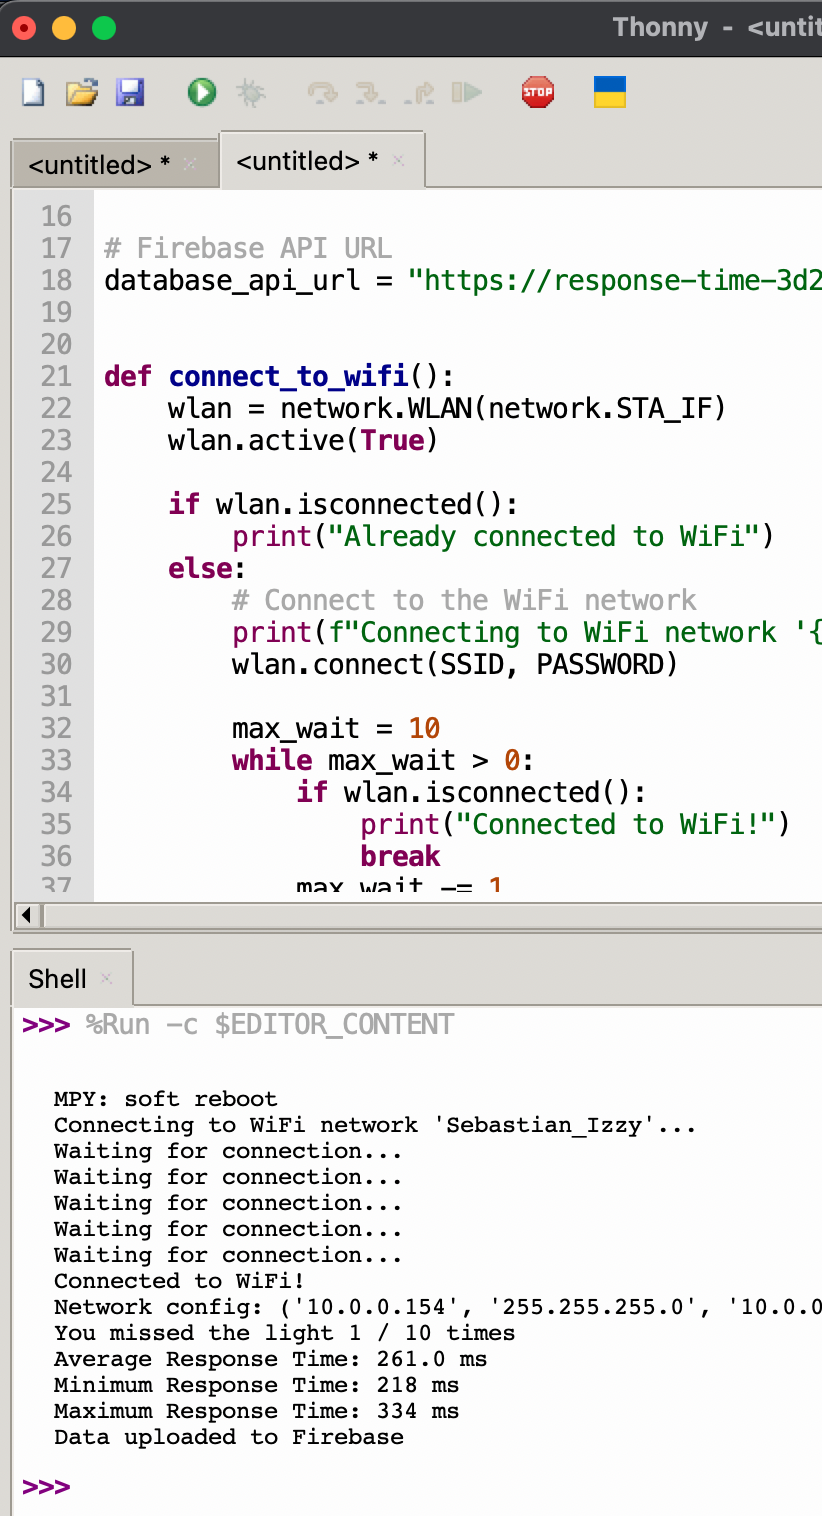 Thonny - <untit
STOP
<untitled> *
<untitled> *
16
17 # Firebase API URL
18 database_api_url = "https://response-time-3d2
19
20
21 def connect_to_wifi():
22 wlan = network.WLAN(network.STA_IF)
23 wlan.active(True)
24
25 if wlan.isconnected():
26 print("Already connected to WiFi")
27 else:
28 # Connect to the WiFi network
29 print(f"Connecting to WiFi network '{
30 wlan.connect(SSID, PASSWORD)
31
32 max_wait = 10
33 while max_wait > 0:
34 if wlan.isconnected():
35 print("Connected to WiFi!")
36 break
37 max_wait -= 1
Shell
>>> %Run -c $EDITOR_CONTENT
MPY: soft reboot
Connecting to WiFi network 'Sebastian_Izzy'...
Waiting for connection...
Waiting for connection...
Waiting for connection...
Waiting for connection...
Waiting for connection...
Connected to WiFi!
Network config: ('10.0.0.154', '255.255.255.0', '10.0.0
You missed the light 1 / 10 times
Average Response Time: 261.0 ms
Minimum Response Time: 218 ms
Maximum Response Time: 334 ms
Data uploaded to Firebase
>>>